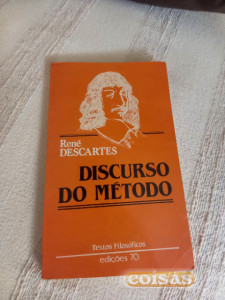 René
DESCARTES
DISCURSO
DO MÉTODO
Textos Filosóficos
edições 70
coisas